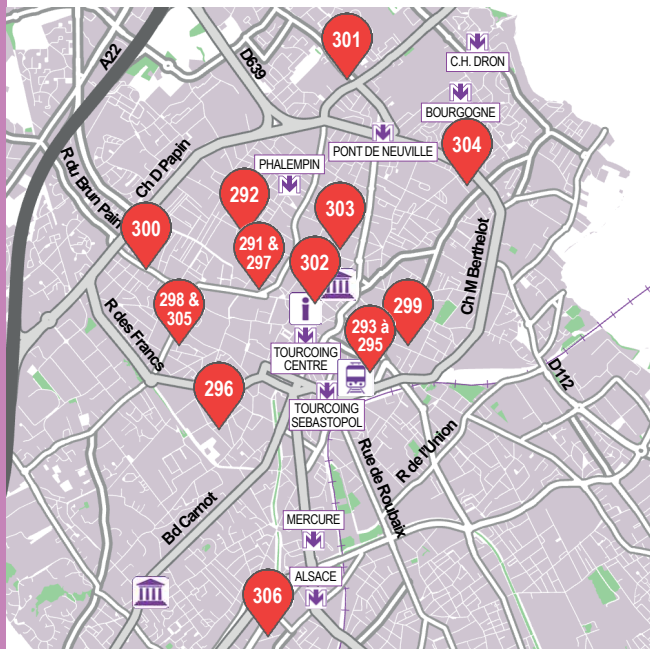 301
A22
D639
C.H. DRON
BOURGOGNE
Ch D Papin
PONT DE NEUVILLE
304
R du Brun Pain
PHALEMPIN
292
303
300
291 &
297
302
Ch M Berthelot
298 &
305
i
299
293 à
295
R des Francs
TOURCOING
CENTRE
D112
296
TOURCOING
SEBASTOPOL
Rue de Roubaix
R de l'Union
Bd Carnot
MERCURE
ALSACE
306